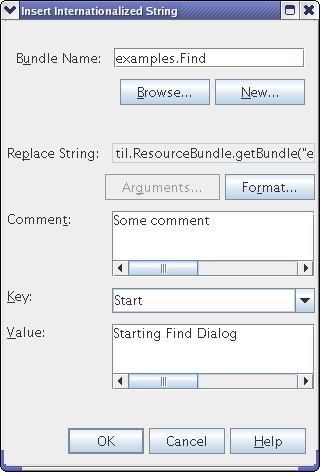 Insert Internationalized String
Bundle Name: examples.Find
Browse... New...
Replace String: til.ResourceBundle.getBundle("e
Arguments... Format...
Comment: Some comment
Key: Start
Value: Starting Find Dialog
OK Cancel Help